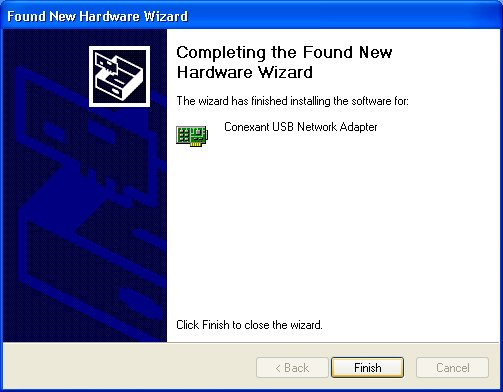 Found New Hardware Wizard
Completing the Found New
Hardware Wizard
The wizard has finished installing the software for:
Conexant USB Network Adapter
Click Finish to close the wizard.
< Back
Finish
Cancel